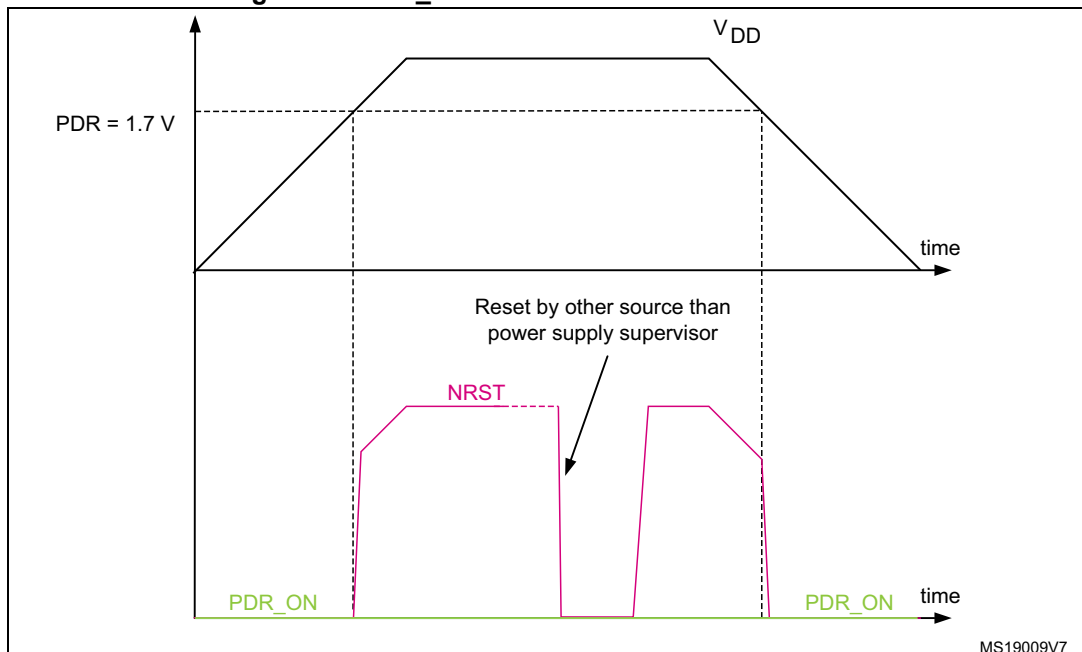 V DD
PDR = 1.7 V
time
Reset by other source than
power supply supervisor
NRST
PDR_ON
PDR_ON
time
MS19009V7